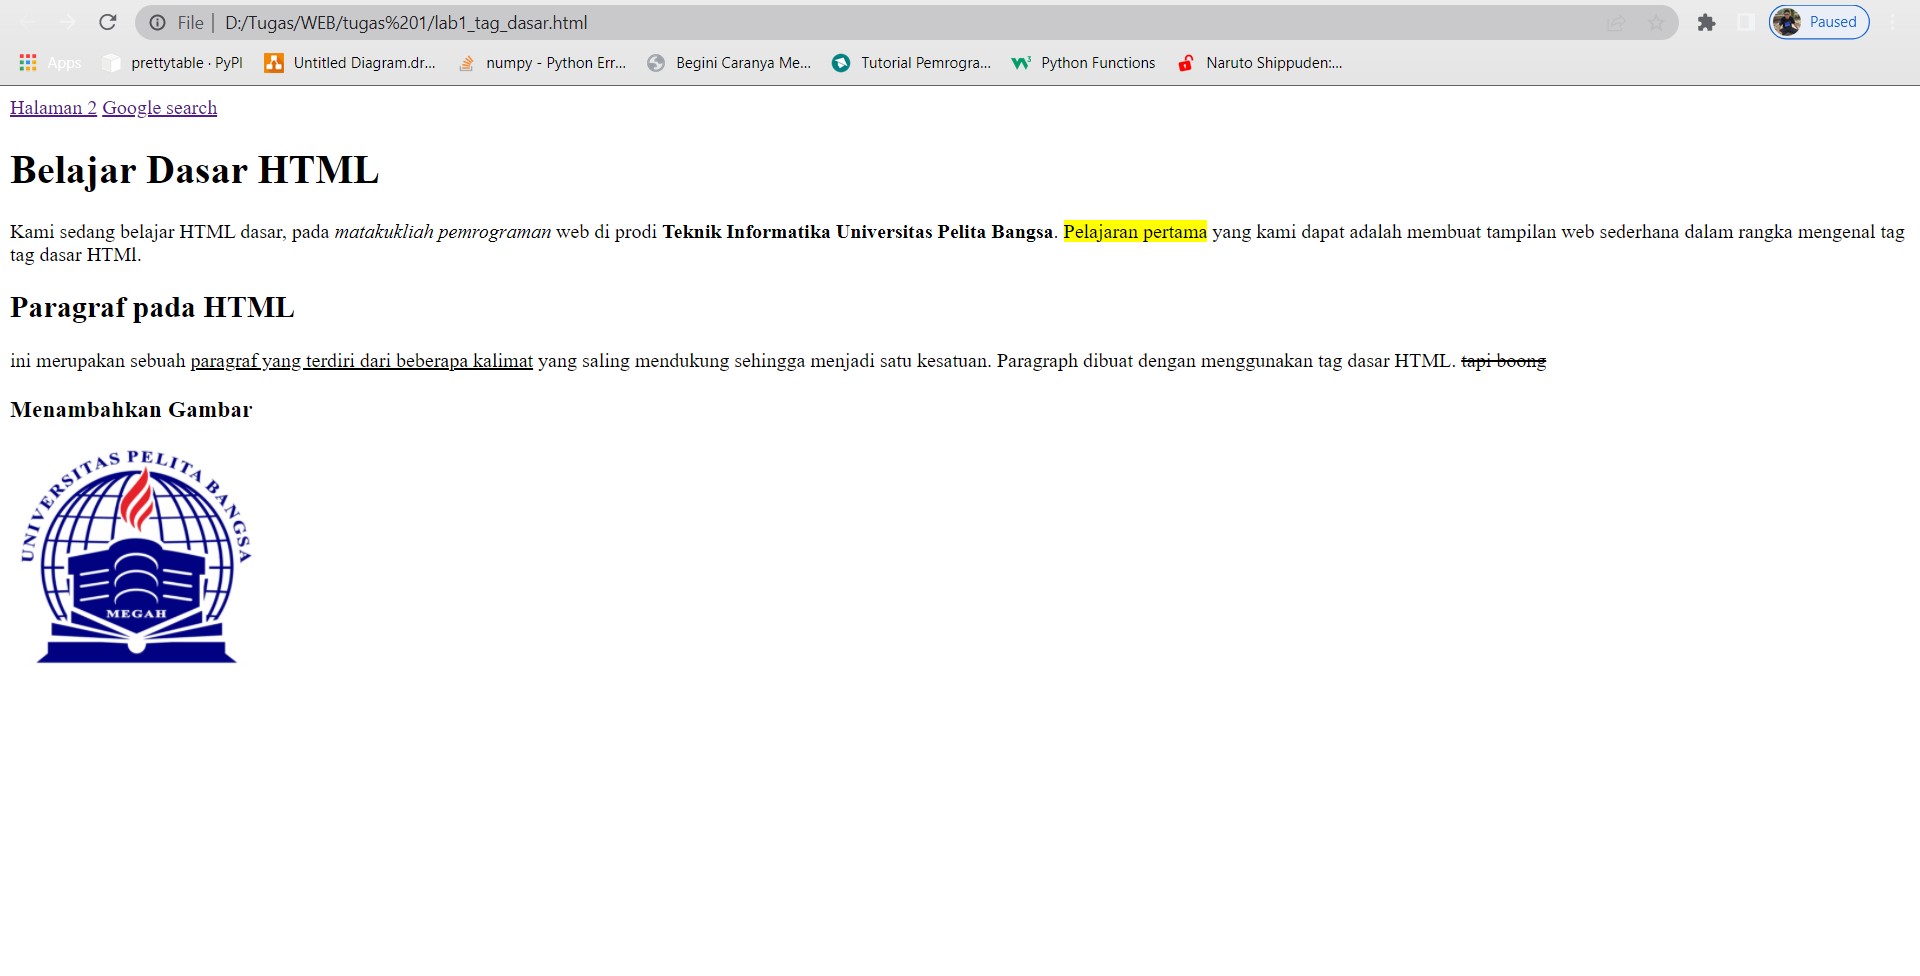 File | D:/Tugas/WEB/tugas%201/lab1_tag_dasar.html
Paused
Apps prettytable · PyPI Untitled Diagram.dr... numpy - Python Err... Begini Caranya Me... Tutorial Pemrogra... Python Functions Naruto Shippuden:...
Halaman 2 Google search
Belajar Dasar HTML
Kami sedang belajar HTML dasar, pada matakukliah pemrograman web di prodi Teknik Informatika Universitas Pelita Bangsa. Pelajaran pertama yang kami dapat adalah membuat tampilan web sederhana dalam rangka mengenal tag
tag dasar HTMl.
Paragraf pada HTML
ini merupakan sebuah paragraf yang terdiri dari beberapa kalimat yang saling mendukung sehingga menjadi satu kesatuan. Paragraph dibuat dengan menggunakan tag dasar HTML. tapi boong
Menambahkan Gambar
UNIVERSITAS PELITA BANGSA
MEGAH